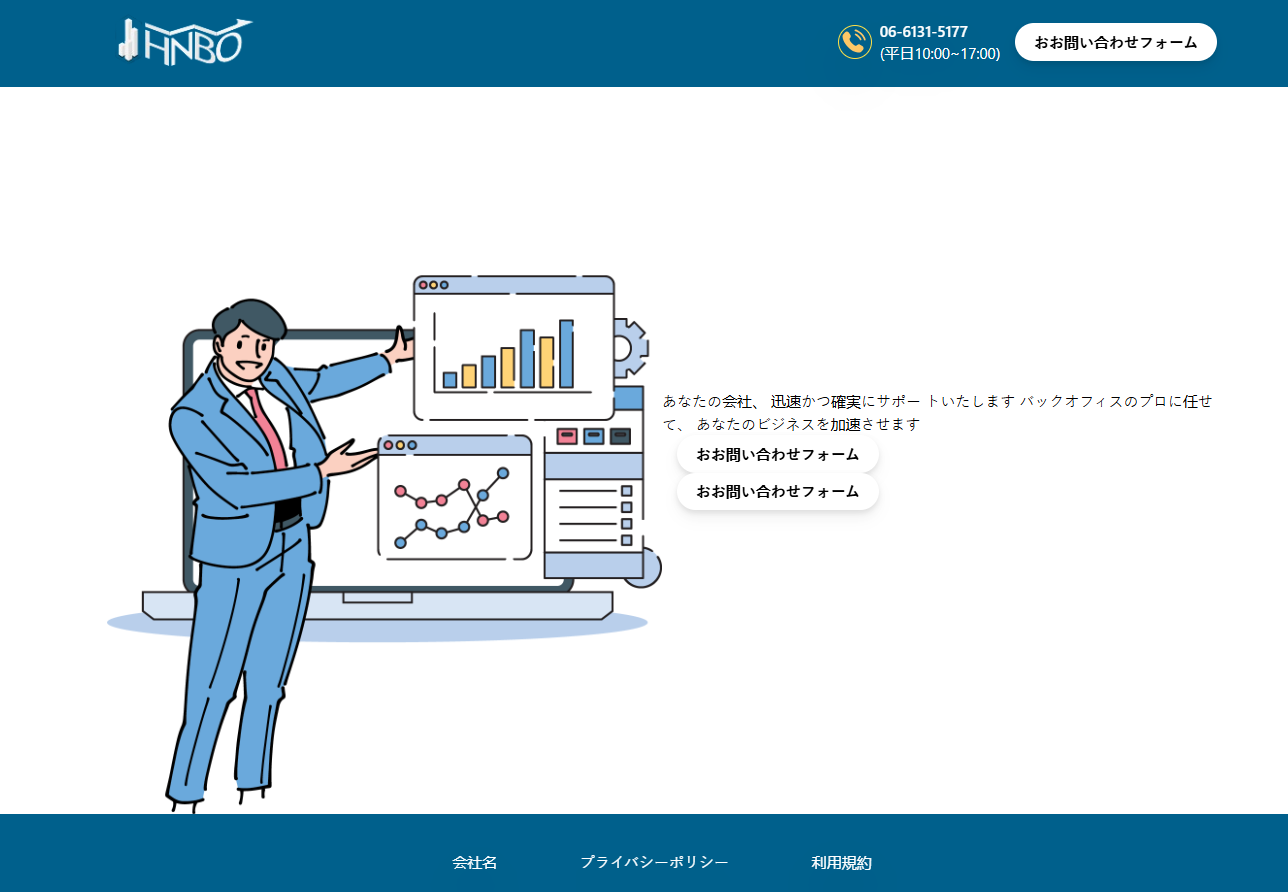 HNBO
06-6131-5177
(平日10:00~17:00)
おお問い合わせフォーム
あなたの会社、 迅速かつ確実にサポー トいたします バックオフィスのプロに任せ
て、 あなたのビジネスを加速させます
おお問い合わせフォーム
おお問い合わせフォーム
会社名
プライバシーポリシー
利用規約